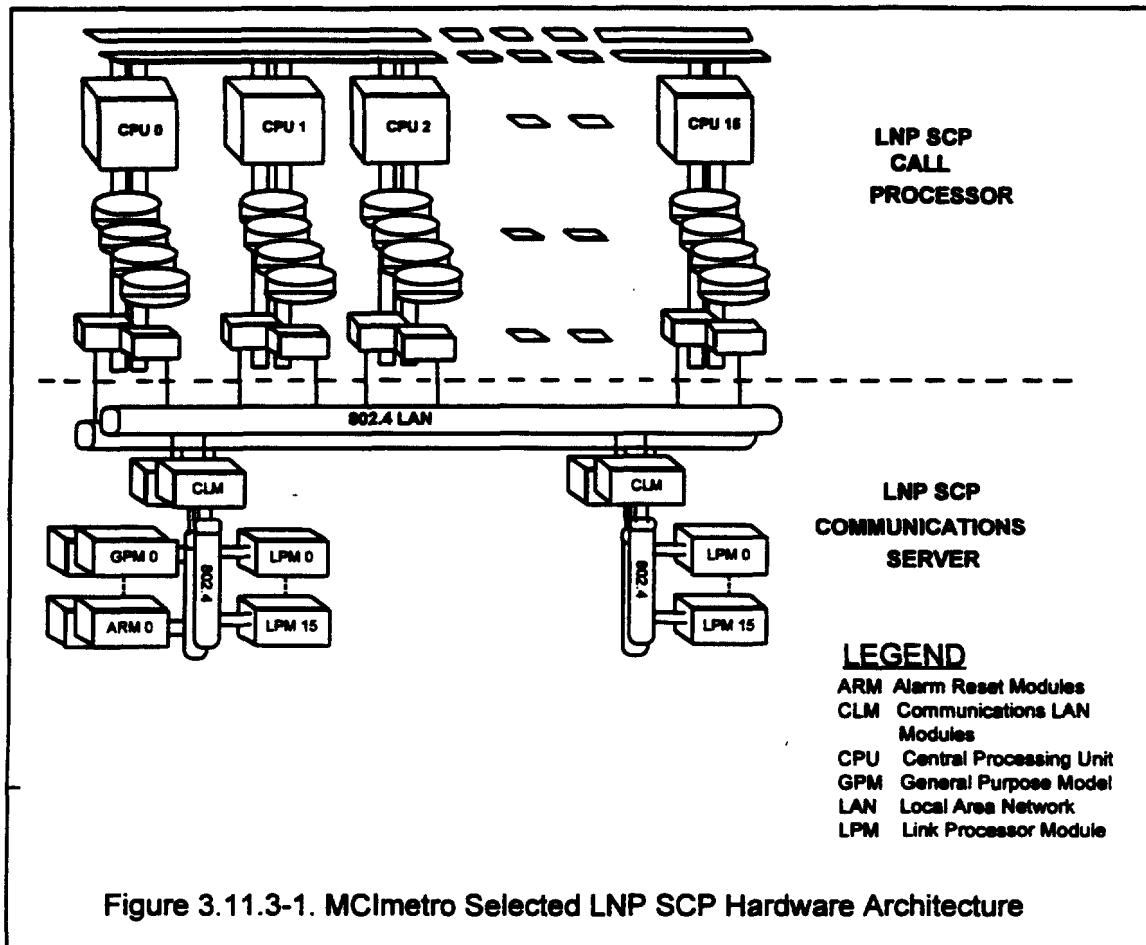 CPU 0
CPU 1
CPU 2
CPU 15
LNP SCP
CALL
PROCESSOR
802.4 LAN
CLM
CLM
LNP SCP
COMMUNICATIONS
SERVER
GPM 0
802.4
LPM 0
802.4
LPM 0
ARM 0
LPM 15
LPM 15
LEGEND
ARM Alarm Reset Modules
CLM Communications LAN
Modules
CPU Central Processing Unit
GPM General Purpose Model
LAN Local Area Network
LPM Link Processor Module
Figure 3.11.3-1. MCImetro Selected LNP SCP Hardware Architecture